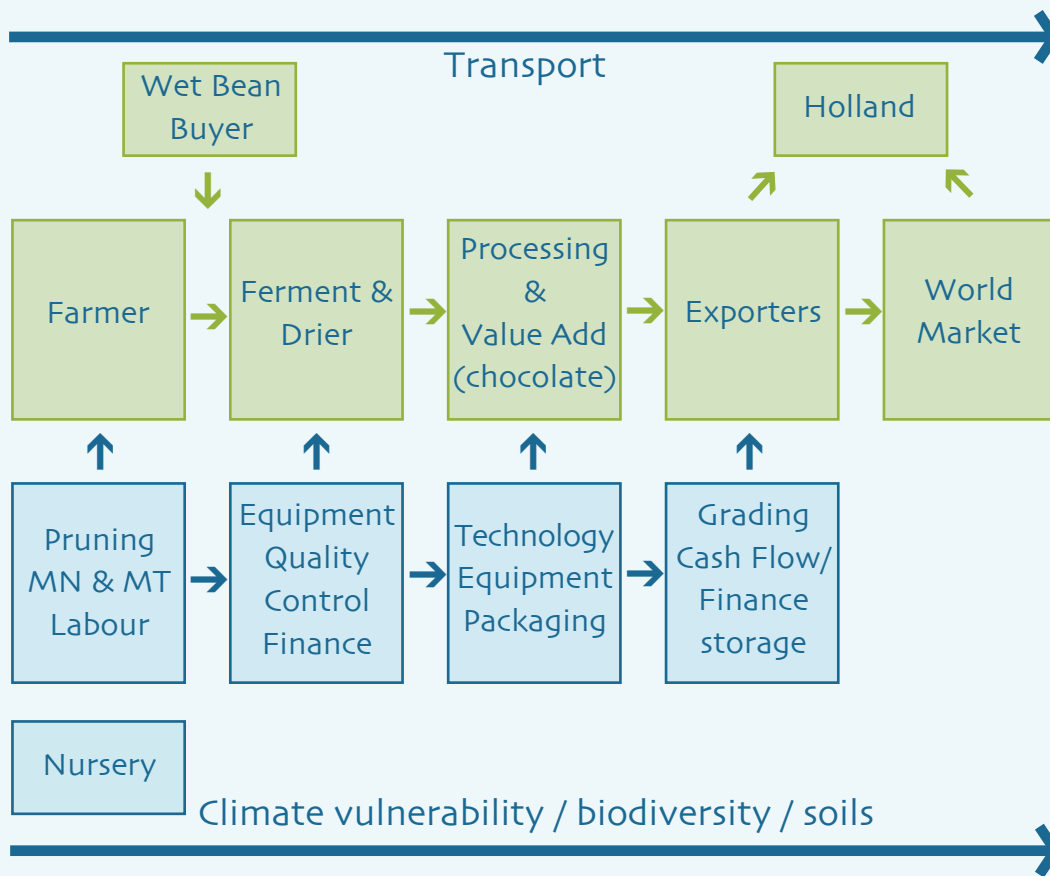 Transport
Wet Bean
Buyer
Holland
Farmer
Ferment &
Drier
Processing
&
Value Add
(chocolate)
Exporters
World
Market
Pruning
MN & MT
Labour
Equipment
Quality
Control
Finance
Technology
Equipment
Packaging
Grading
Cash Flow/
Finance
storage
Nursery
Climate vulnerability / biodiversity / soils